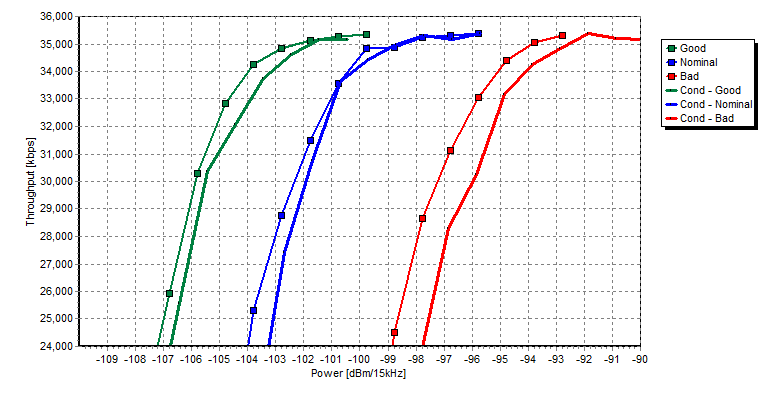 36,000
35,000
34,000
33,000
32,000
31,000
30,000
29,000
28,000
27,000
26,000
25,000
24,000
Throughput [kbps]
-109 -108 -107 -106 -105 -104 -103 -102 -101 -100 -99 -98 -97 -96 -95 -94 -93 -92 -91 -90
Power [dBm/15kHz]
Good
Nominal
Bad
Cond - Good
Cond - Nominal
Cond - Bad